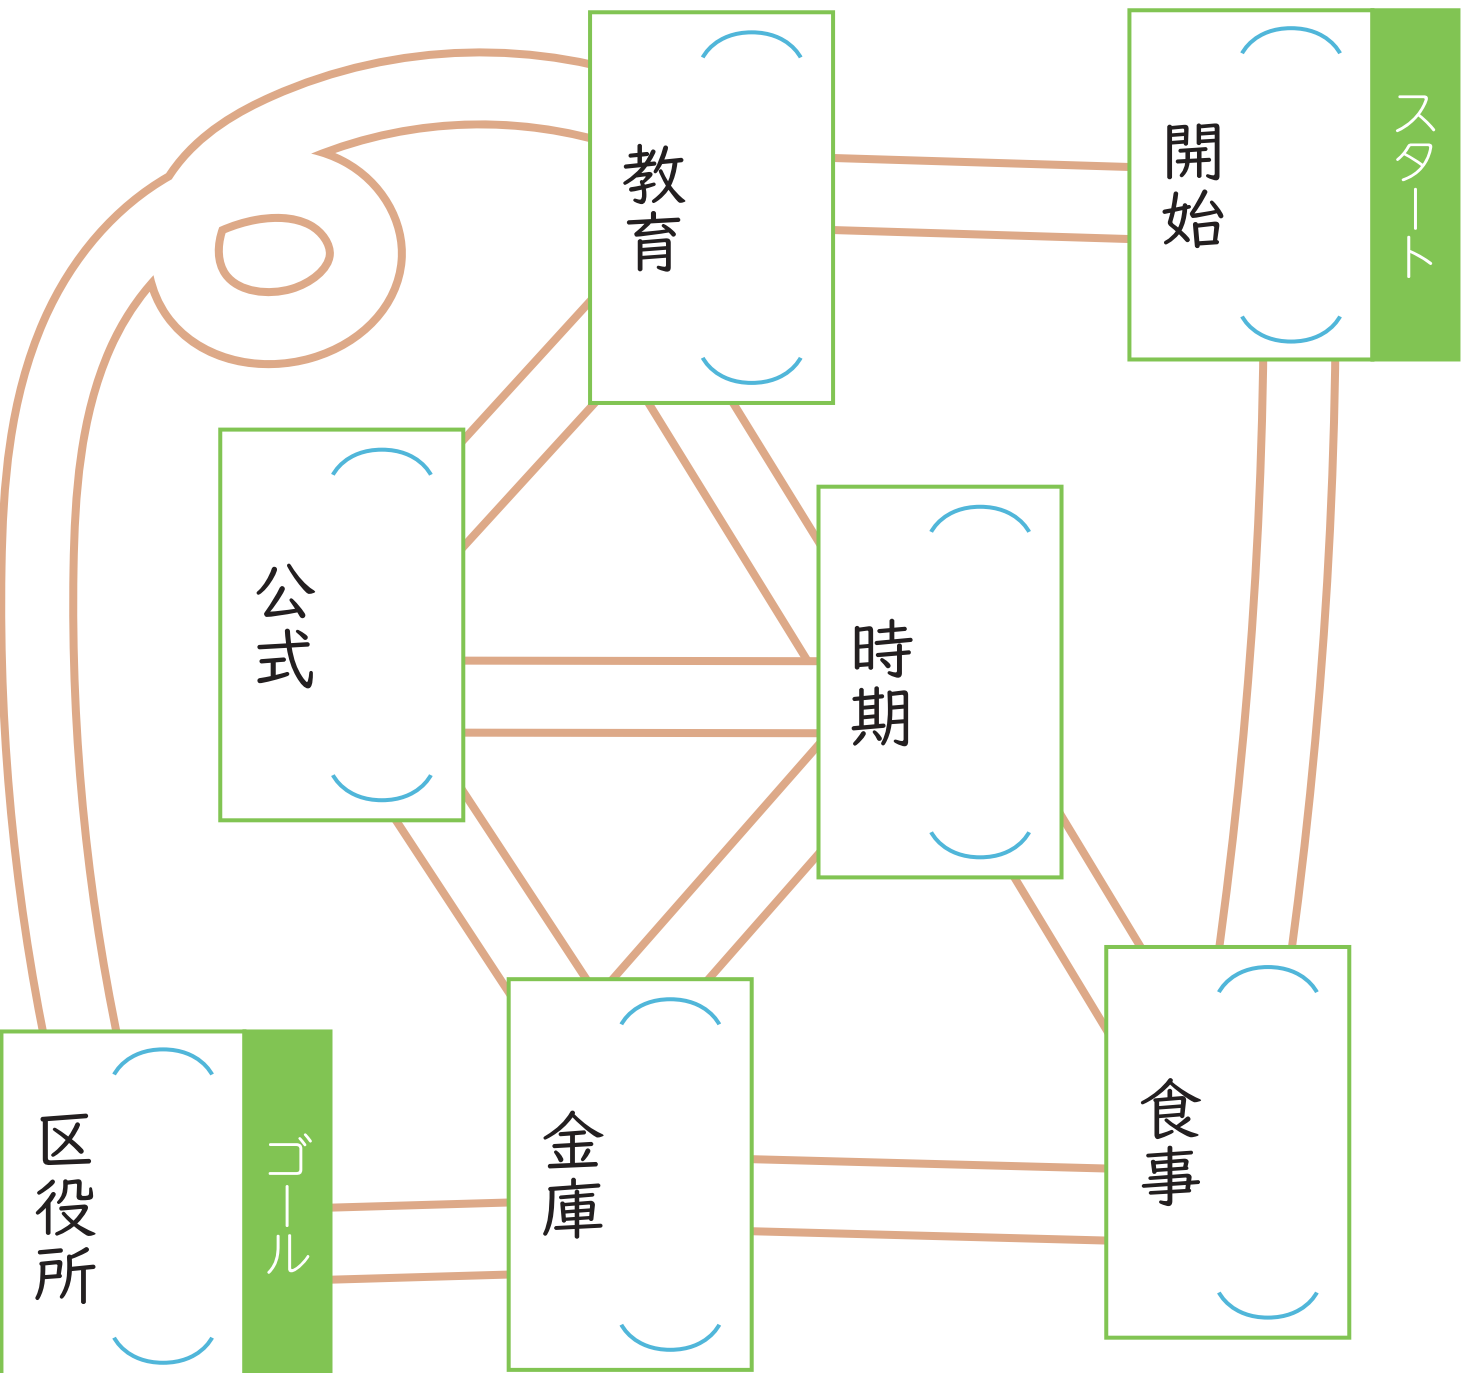 スタート
開始
教育
時期
公式
食事
金庫
ゴール
区役所